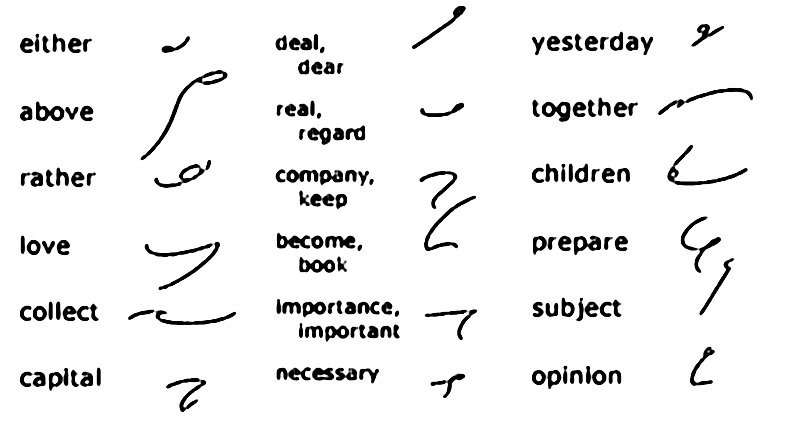 either
above
rather
love
collect
capital
deal,
dear
real,
regard
company,
keep
become,
book
importance,
important
necessary
yesterday
together
children
prepare
subject
opinion